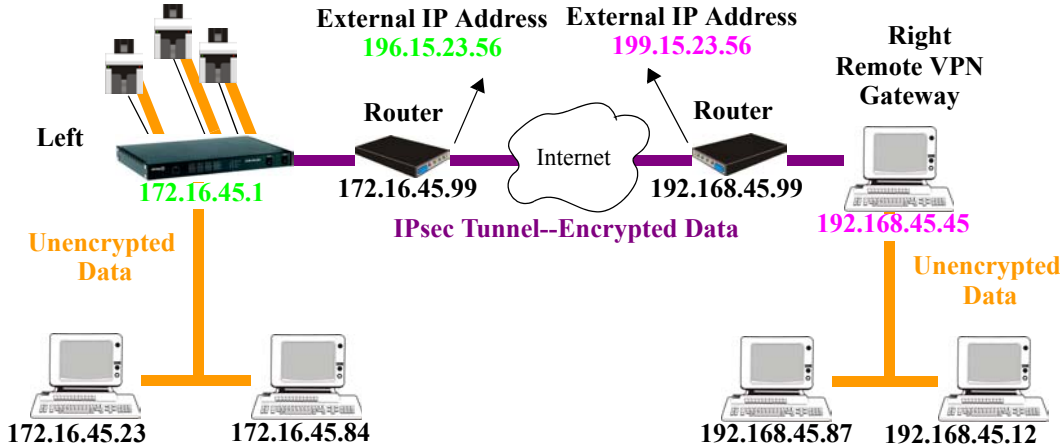 External IP Address
196.15.23.56
External IP Address
199.15.23.56
Right
Remote VPN
Gateway
Left
Router
Router
Internet
172.16.45.1
172.16.45.99
192.168.45.99
192.168.45.45
IPsec Tunnel--Encrypted Data
Unencrypted
Data
Unencrypted
Data
172.16.45.23
172.16.45.84
192.168.45.87
192.168.45.12